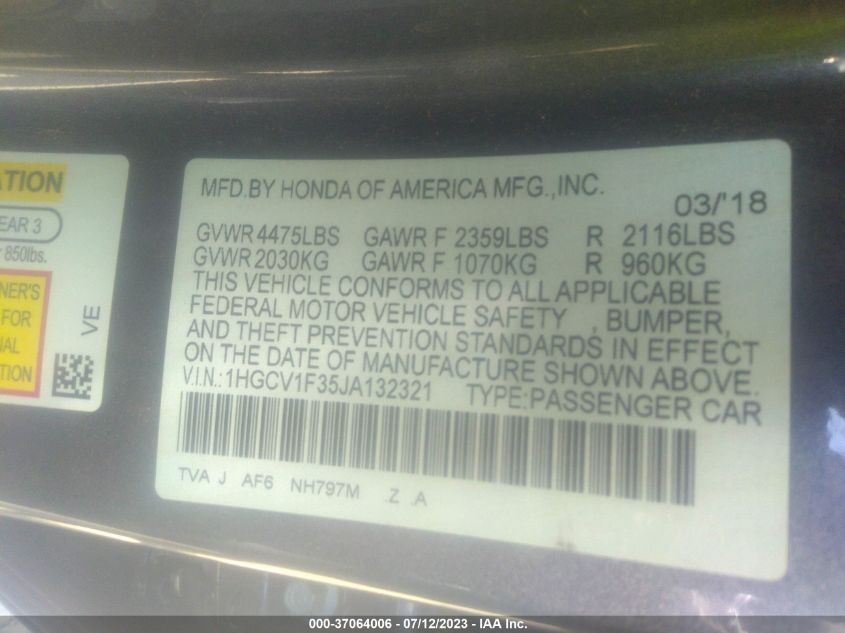 ATION
EAR 3
850lbs.
NER'S
FOR
NAL
TION
VE
MFD.BY HONDA OF AMERICA MFG.,INC.
03/'18
GVWR 4475LBS GAWR F 2359LBS R 2116LBS
GVWR 2030KG GAWR F 1070KG R 960KG
THIS VEHICLE CONFORMS TO ALL APPLICABLE
FEDERAL MOTOR VEHICLE SAFETY , BUMPER,
AND THEFT PREVENTION STANDARDS IN EFFECT
ON THE DATE OF MANUFACTURE SHOWN ABOVE.
V.I.N.:1HGCV1F35JA132321 TYPE:PASSENGER CAR
TVA J AF6 NH797M .Z .A
000-37064006 - 07/12/2023 - IAA Inc.